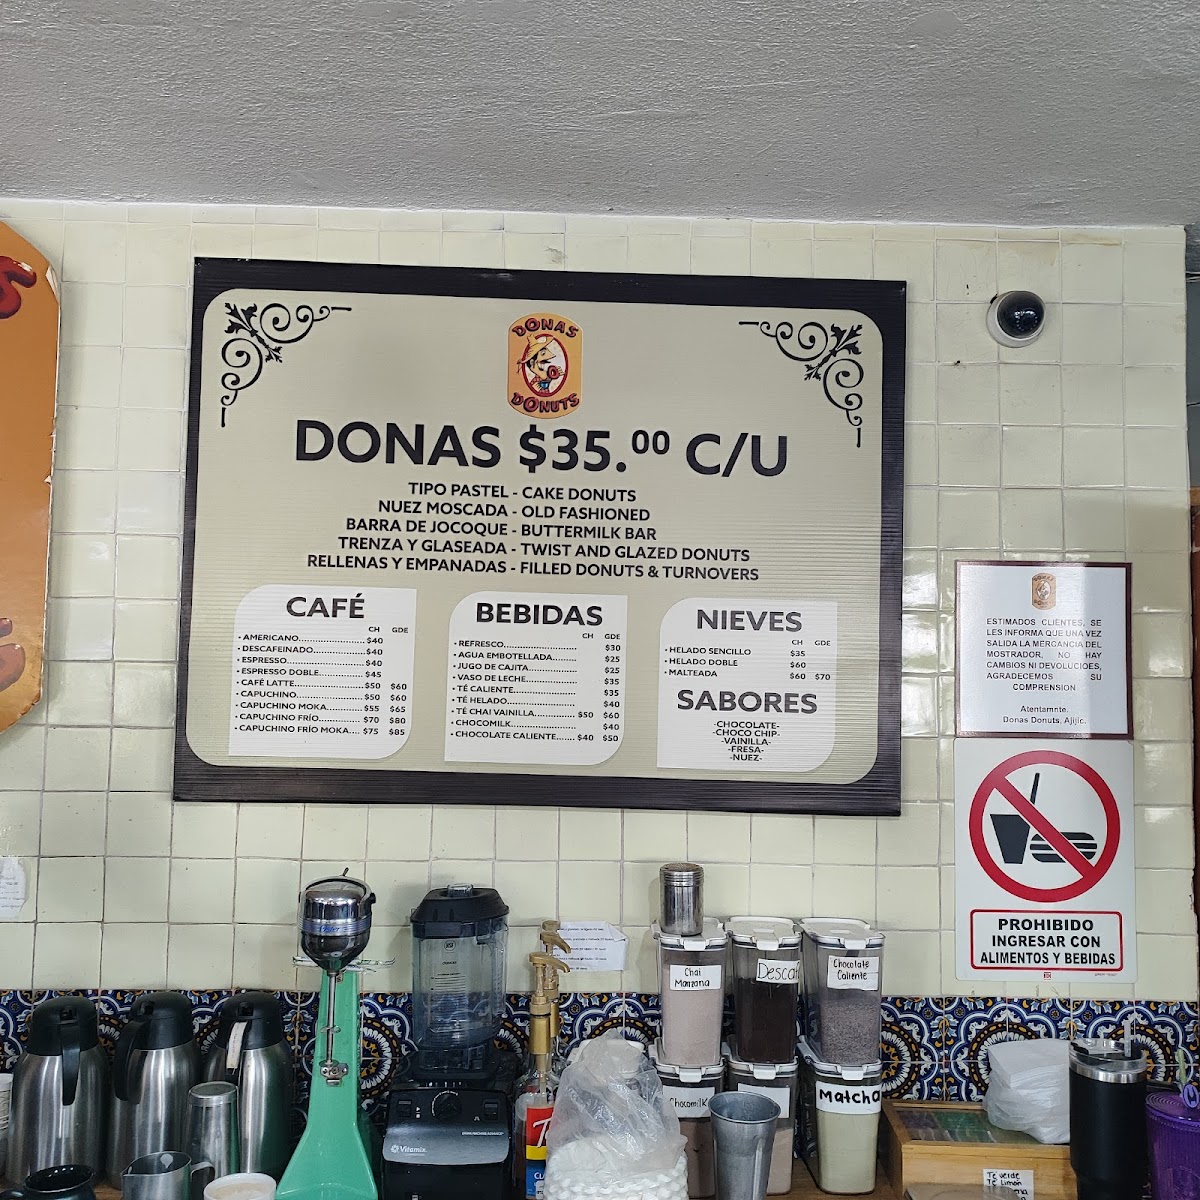 DONAS
DONUTS
DONAS $35.00 C/U
TIPO PASTEL - CAKE DONUTS
NUEZ MOSCADA - OLD FASHIONED
BARRA DE JOCOQUE - BUTTERMILK BAR
TRENZA Y GLASEADA - TWIST AND GLAZED DONUTS
RELLENAS Y EMPANADAS - FILLED DONUTS & TURNOVERS
CAFÉ
CH GDE
• AMERICANO........................ $40
• DESCAFEINADO.................. $40
• ESPRESSO........................... $40
• ESPRESSO DOBLE............... $45
• CAFÉ LATTE........................ $50 $60
• CAPUCHINO........................ $50 $60
• CAPUCHINO MOKA............. $55 $65
• CAPUCHINO FRÍO................ $70 $80
• CAPUCHINO FRÍO MOKA.... $75 $85
BEBIDAS
CH GDE
• REFRESCO........................... $30
• AGUA EMBOTELLADA......... $25
• JUGO DE CAJITA.................. $25
• VASO DE LECHE................... $35
• TÉ CALIENTE....................... $35
• TÉ HELADO.......................... $40
• TÉ CHAI VAINILLA.............. $50 $60
• CHOCOMILK....................... $40
• CHOCOLATE CALIENTE....... $40 $50
NIEVES
CH GDE
• HELADO SENCILLO $35
• HELADO DOBLE $60
• MALTEADA $60 $70
SABORES
-CHOCOLATE-
-CHOCO CHIP-
-VAINILLA-
-FRESA-
-NUEZ-
ESTIMADOS CLIENTES, SE
LES INFORMA QUE UNA VEZ
SALIDA LA MERCANCIA DEL
MOSTRADOR, NO HAY
CAMBIOS NI DEVOLUCIOES,
AGRADECEMOS SU
COMPRENSION
Atentamnte.
Donas Donuts, Ajijic.
PROHIBIDO
INGRESAR CON
ALIMENTOS Y BEBIDAS
Chai
Manzana
Descaf
Chocolate
Caliente
Chocomilk
Matcha
Vitamix
Té verde
Té Limón